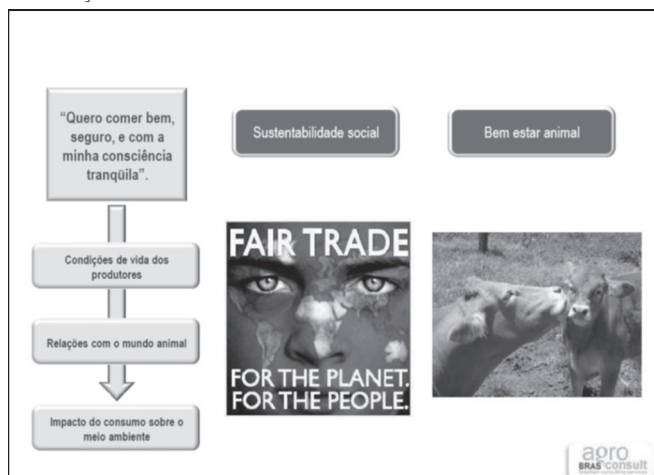 “Quero comer bem,
seguro, e com a
minha consciência
tranqüila”.
Condições de vida dos
produtores
Relações com o mundo animal
Impacto do consumo sobre o
meio ambiente
Sustentabilidade social
FAIR TRADE
FOR THE PLANET.
FOR THE PEOPLE.
Bem estar animal
agro
BRAS consult